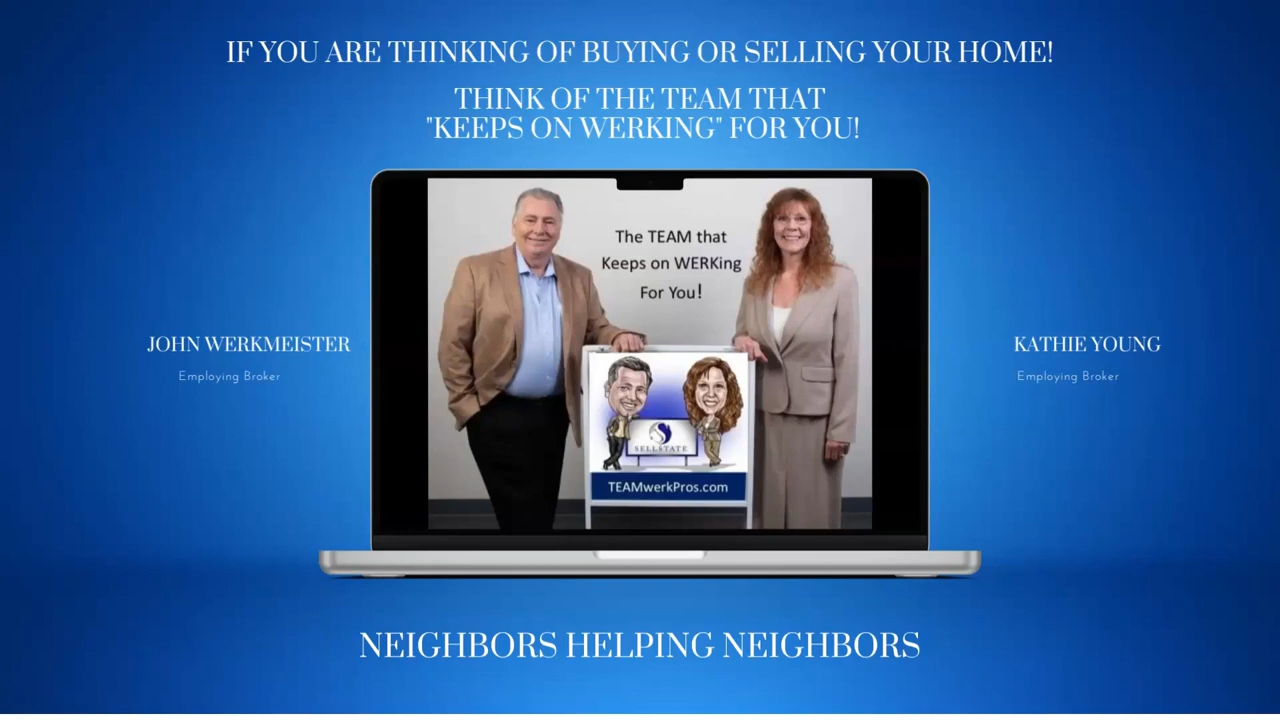 IF YOU ARE THINKING OF BUYING OR SELLING YOUR HOME!
THINK OF THE TEAM THAT
"KEEPS ON WERKING" FOR YOU!
The TEAM that
Keeps on WERKing
For You!
JOHN WERKMEISTER
Employing Broker
KATHIE YOUNG
Employing Broker
SELLSTATE
TEAMwerkPros.com
NEIGHBORS HELPING NEIGHBORS